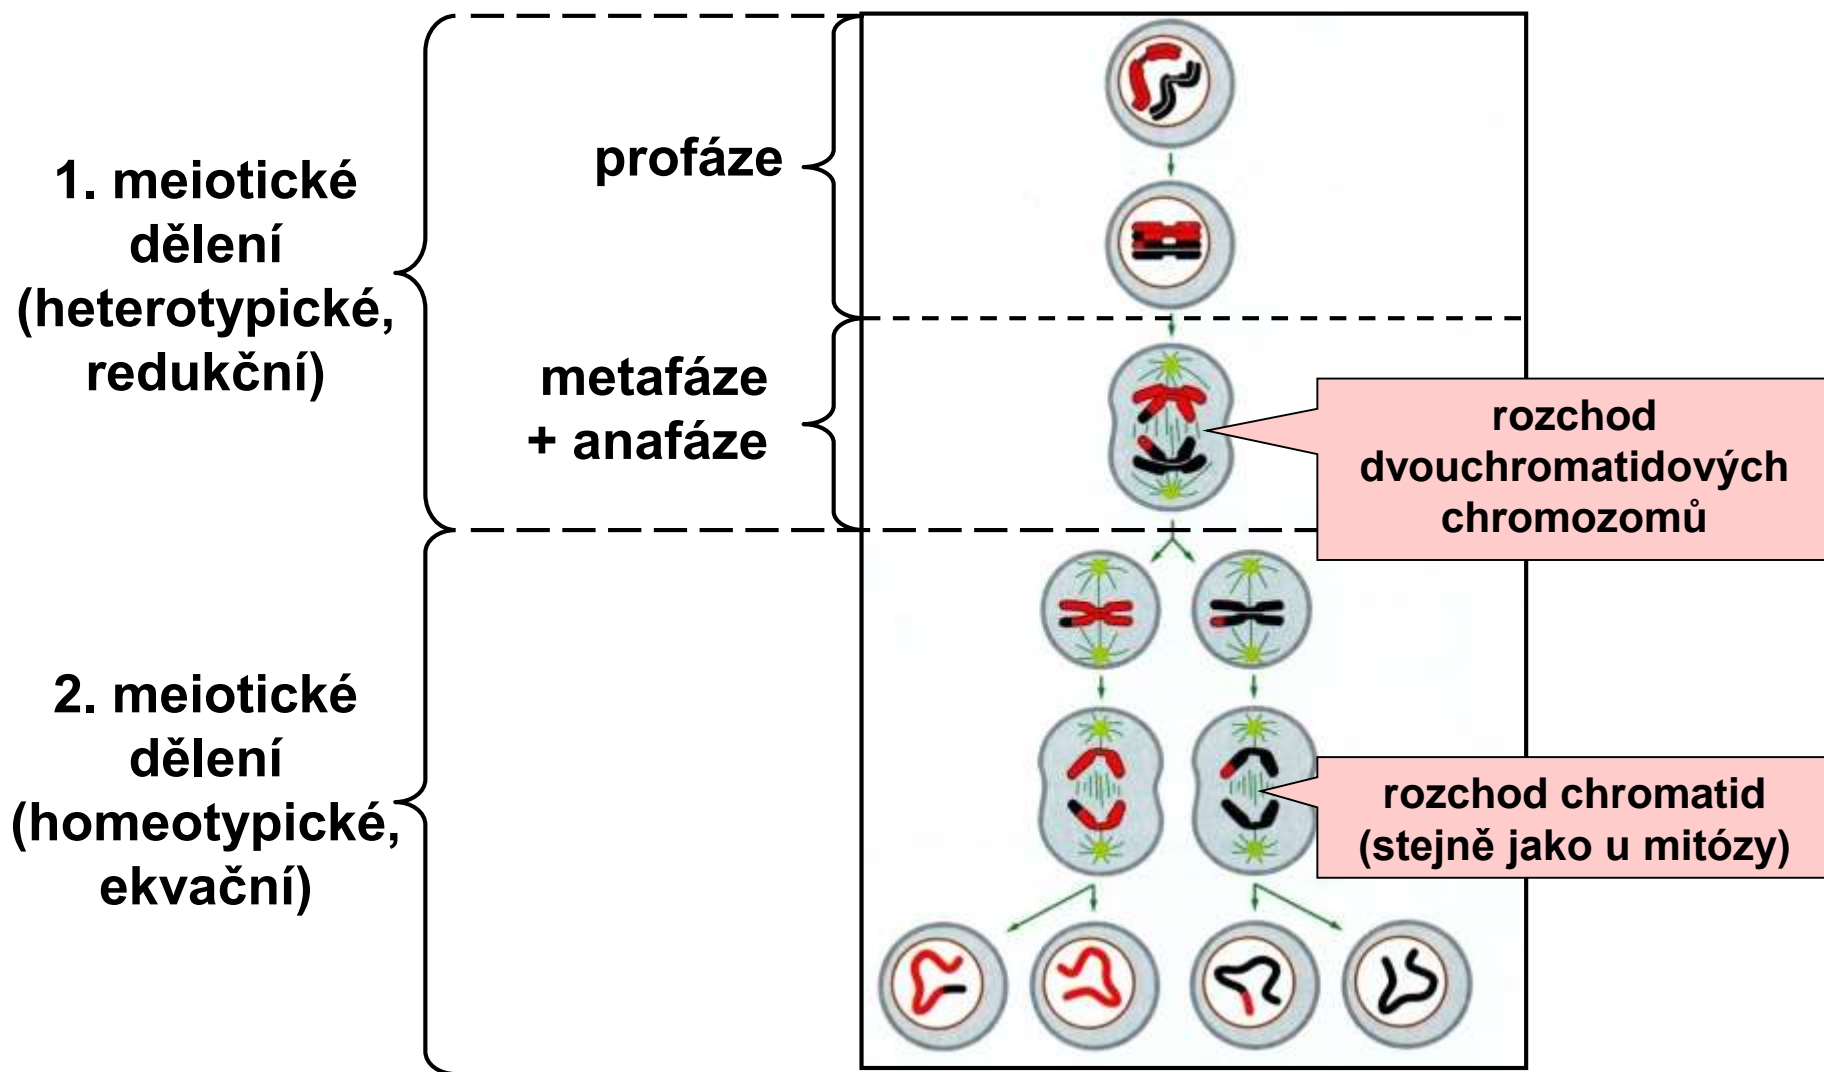 1. meiotické
dělení
(heterotypické,
redukční)
profáze
metafáze
+ anafáze
rozchod
dvouchromatidových
chromozomů
2. meiotické
dělení
(homeotypické,
ekvační)
rozchod chromatid
(stejně jako u mitózy)